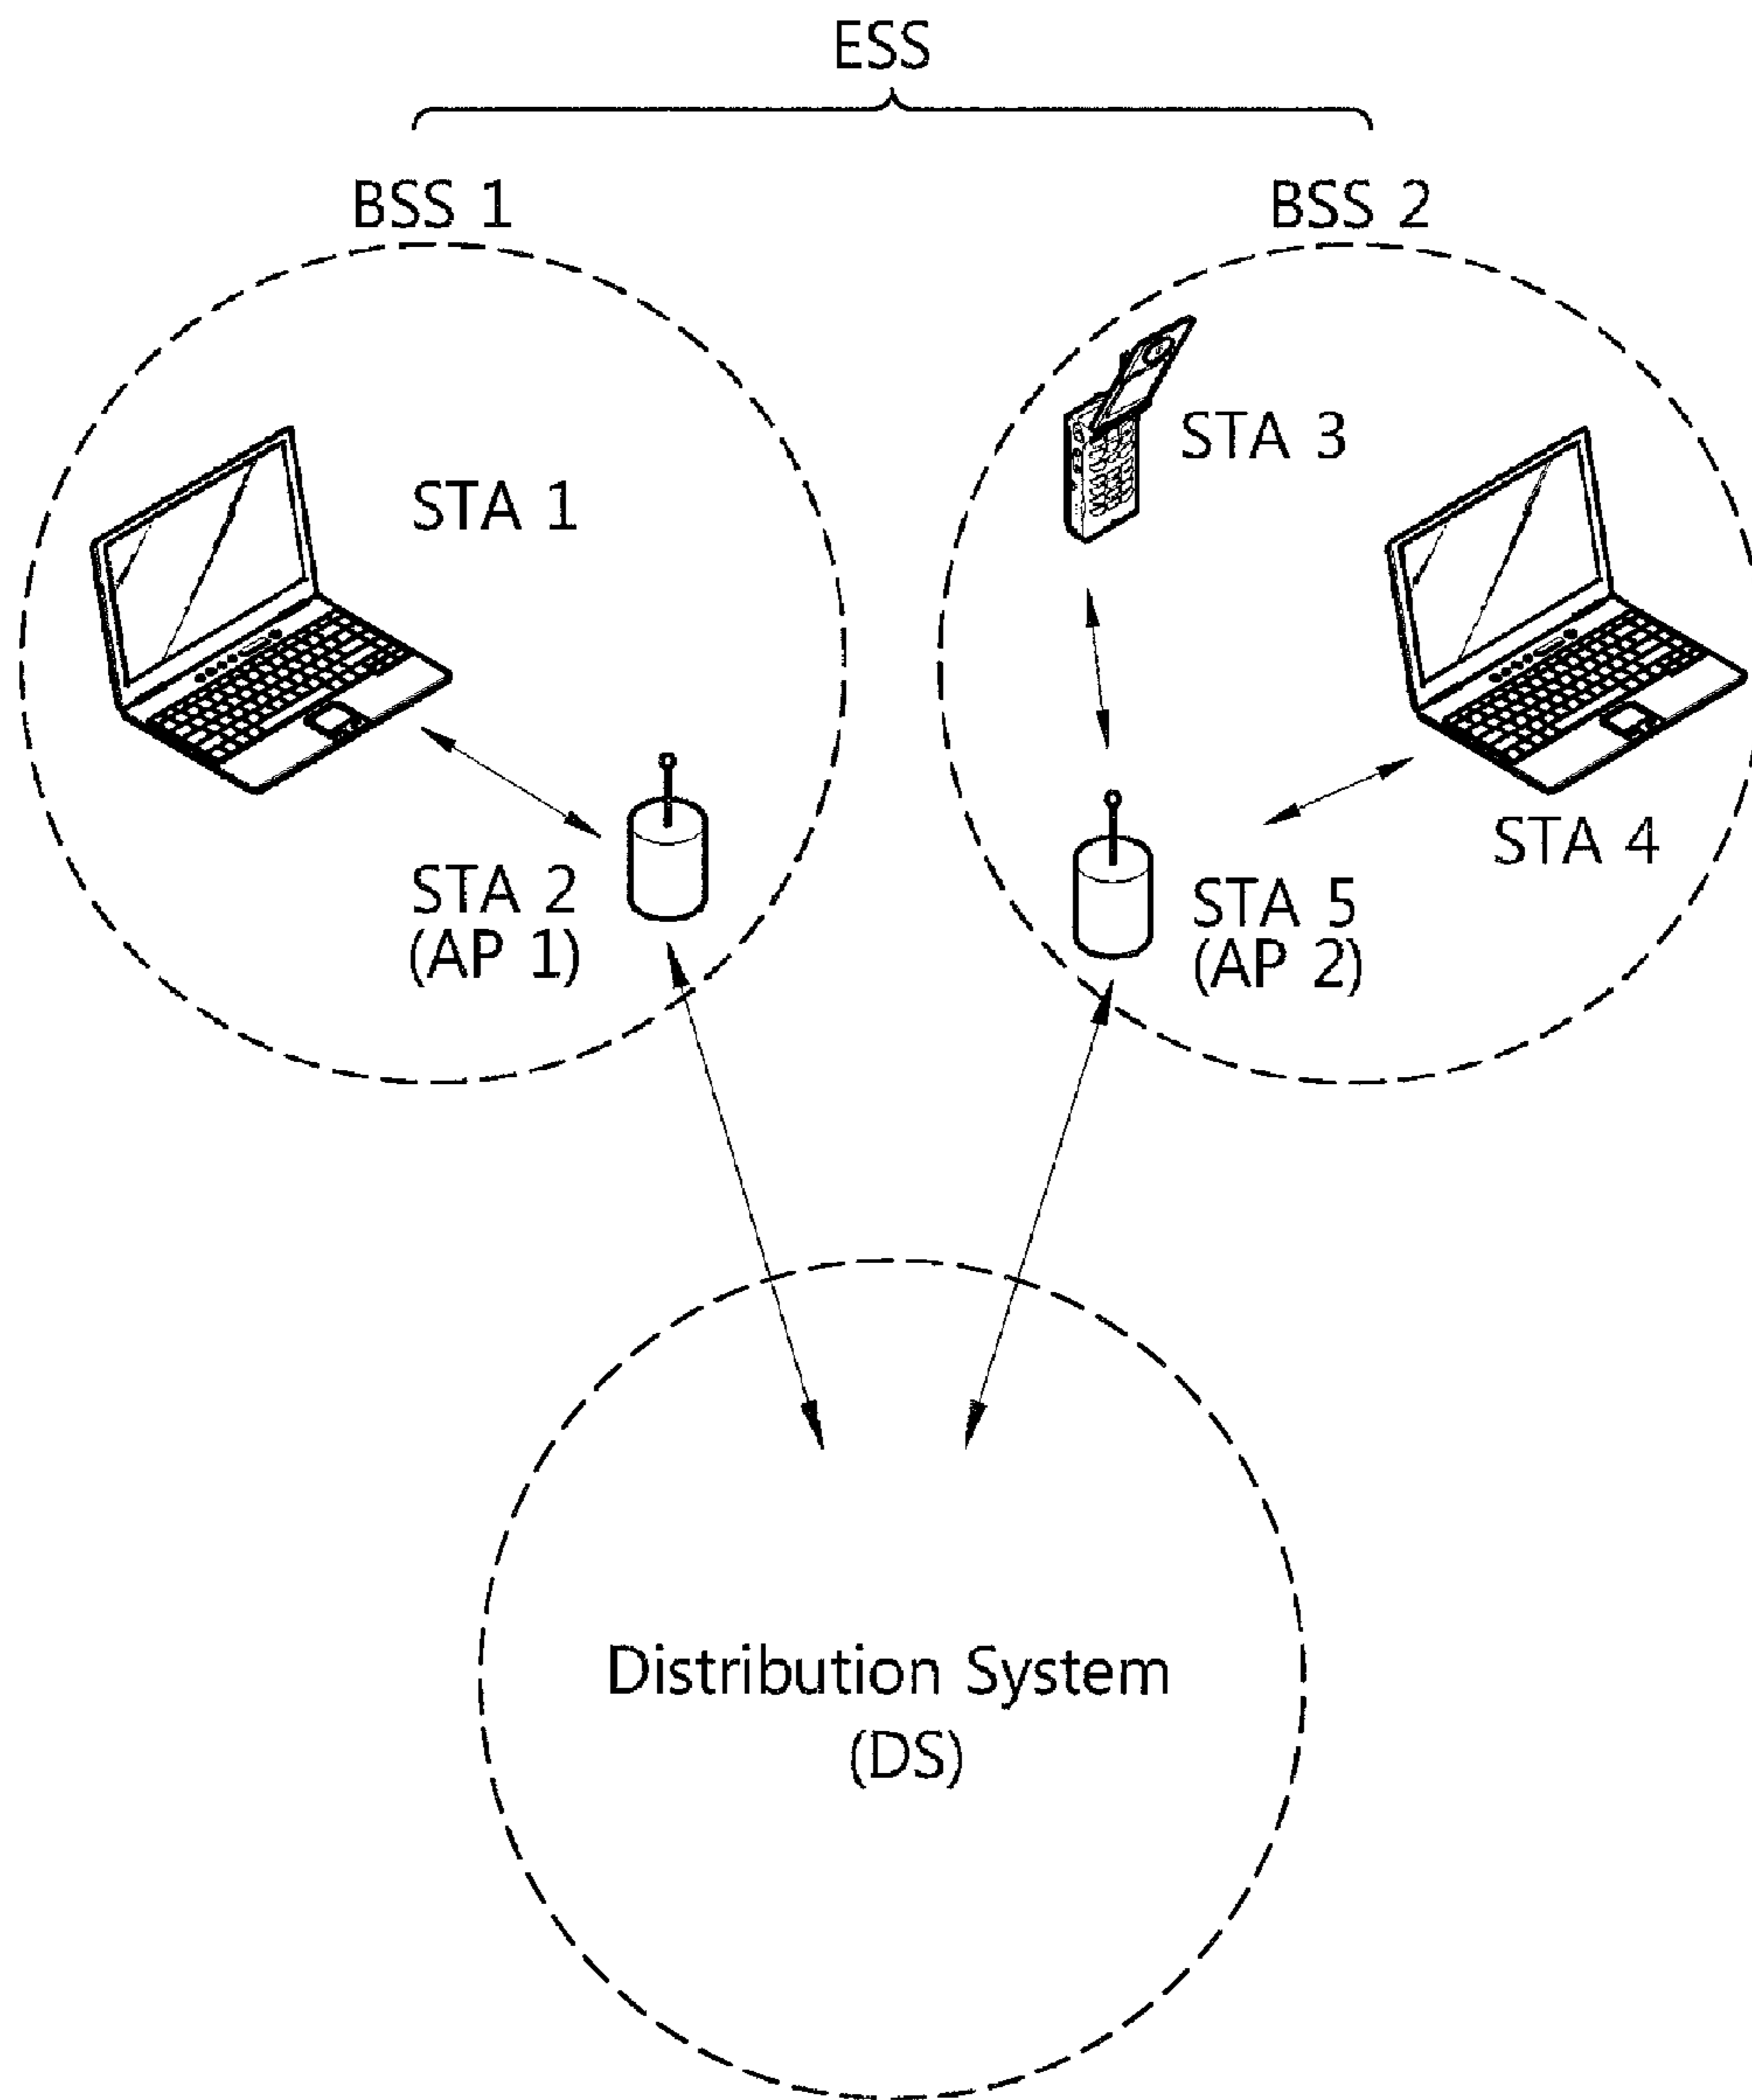 ESS
BSS 1
BSS 2
STA 1
STA 2
(AP 1)
STA 3
STA 4
STA 5
(AP 2)
Distribution System
(DS)